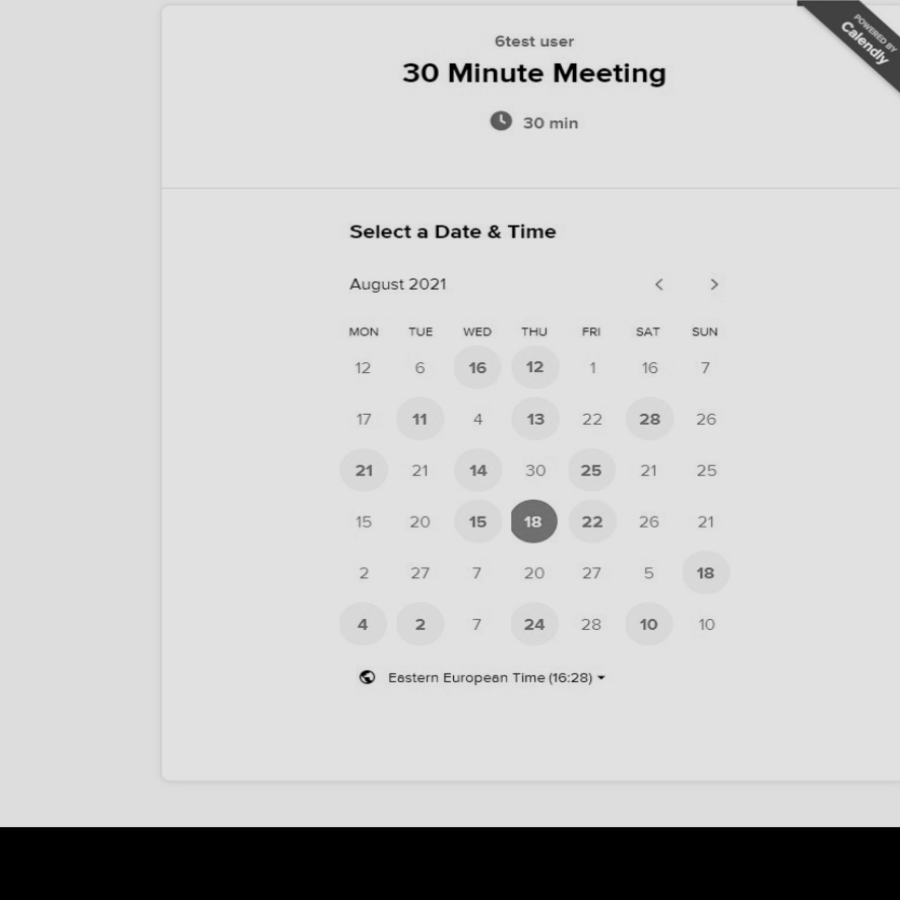 POWERED BY
Calendly
6test user
30 Minute Meeting
30 min
Select a Date & Time
August 2021
MON TUE WED THU FRI SAT SUN
12 6 16 12 1 16 7
17 11 4 13 22 28 26
21 21 14 30 25 21 25
15 20 15 18 22 26 21
2 27 7 20 27 5 18
4 2 7 24 28 10 10
Eastern European Time (16:28)